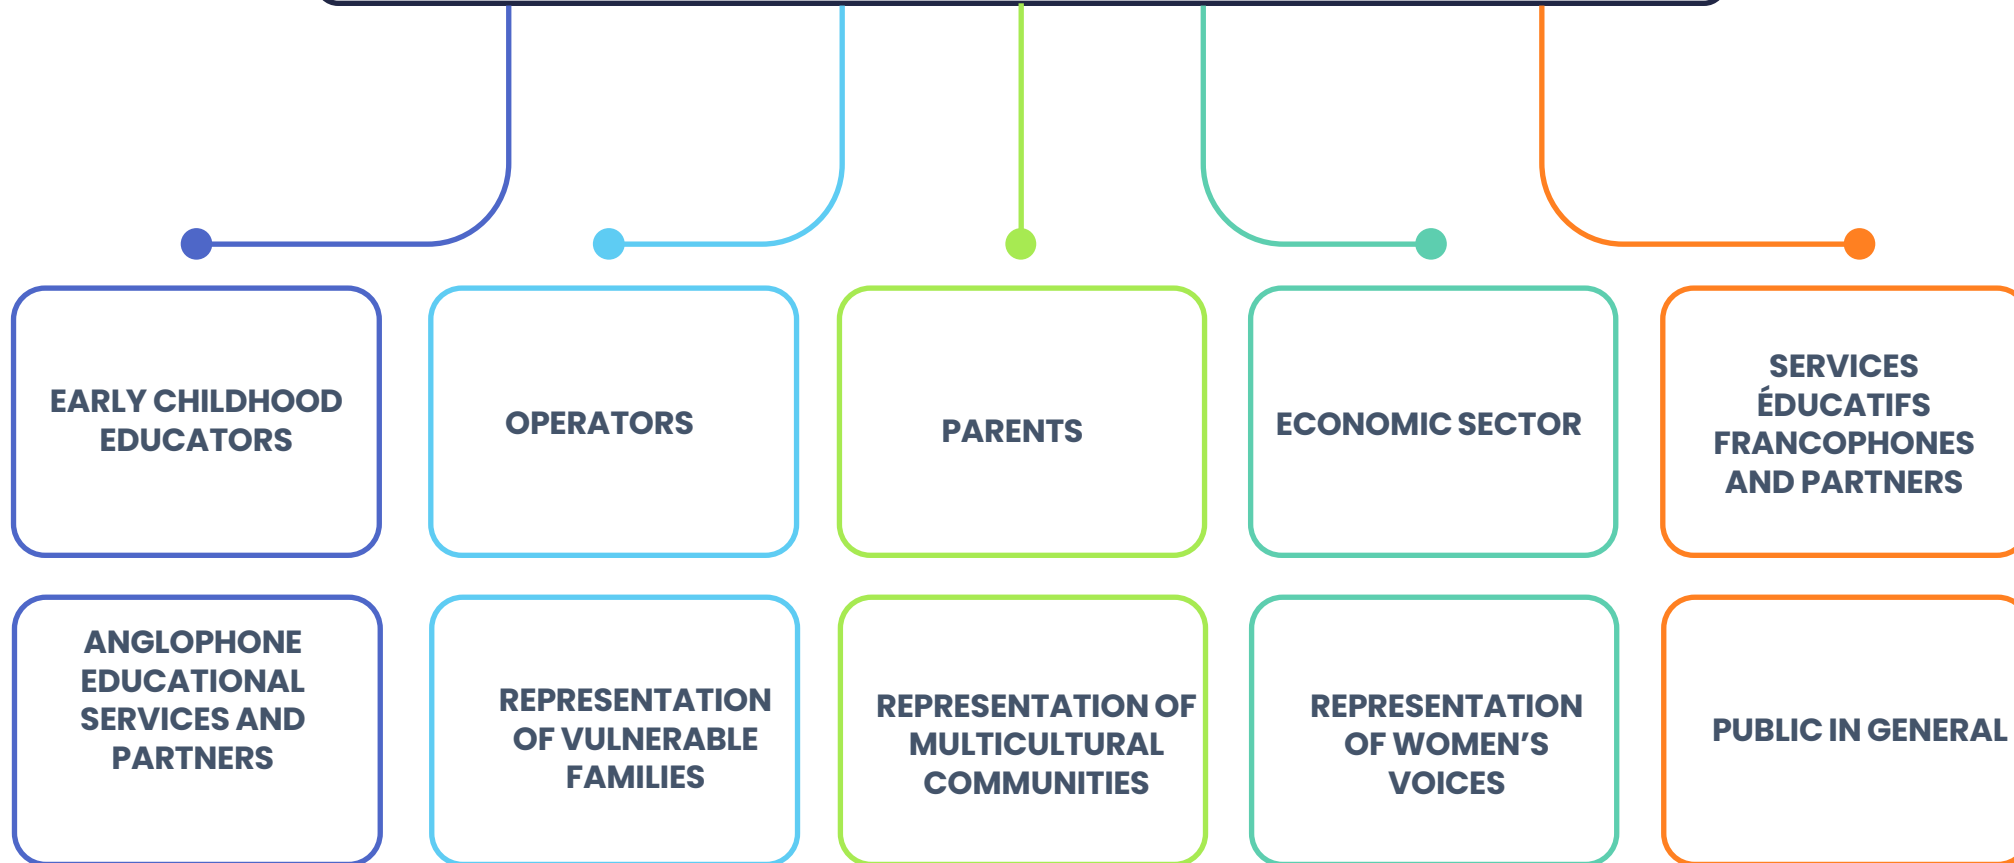 EARLY CHILDHOOD
EDUCATORS
OPERATORS
PARENTS
ECONOMIC SECTOR
SERVICES
ÉDUCATIFS
FRANCOPHONES
AND PARTNERS
ANGLOPHONE
EDUCATIONAL
SERVICES AND
PARTNERS
REPRESENTATION
OF VULNERABLE
FAMILIES
REPRESENTATION OF
MULTICULTURAL
COMMUNITIES
REPRESENTATION
OF WOMEN’S
VOICES
PUBLIC IN GENERAL